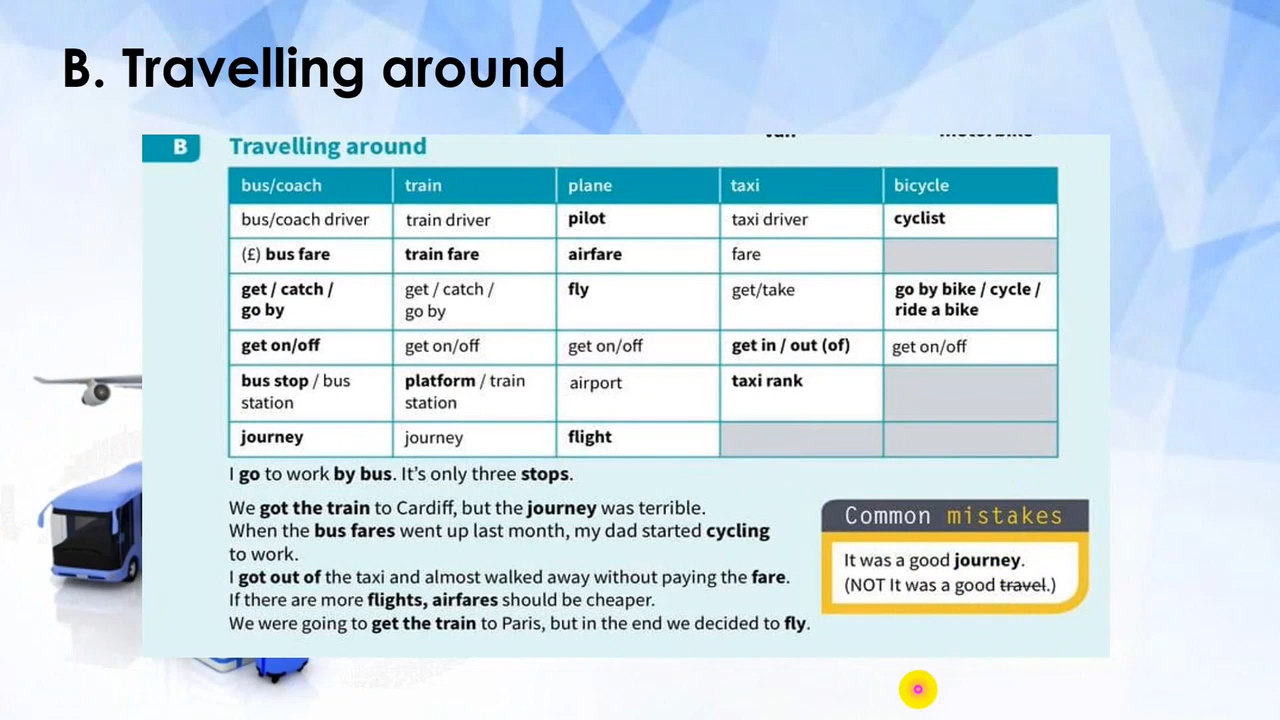 B. Travelling around
B Travelling around
bus/coach train plane taxi bicycle
bus/coach driver train driver pilot taxi driver cyclist
(£) bus fare train fare airfare fare
get / catch / get / catch / fly get/take go by bike / cycle /
go by go by ride a bike
get on/off get on/off get on/off get in / out (of) get on/off
bus stop / bus platform / train airport taxi rank
station station
journey journey flight
I go to work by bus. It's only three stops.
We got the train to Cardiff, but the journey was terrible.
When the bus fares went up last month, my dad started cycling
to work.
I got out of the taxi and almost walked away without paying the fare.
If there are more flights, airfares should be cheaper.
We were going to get the train to Paris, but in the end we decided to fly.
Common mistakes
It was a good journey.
(NOT It was a good travel.)